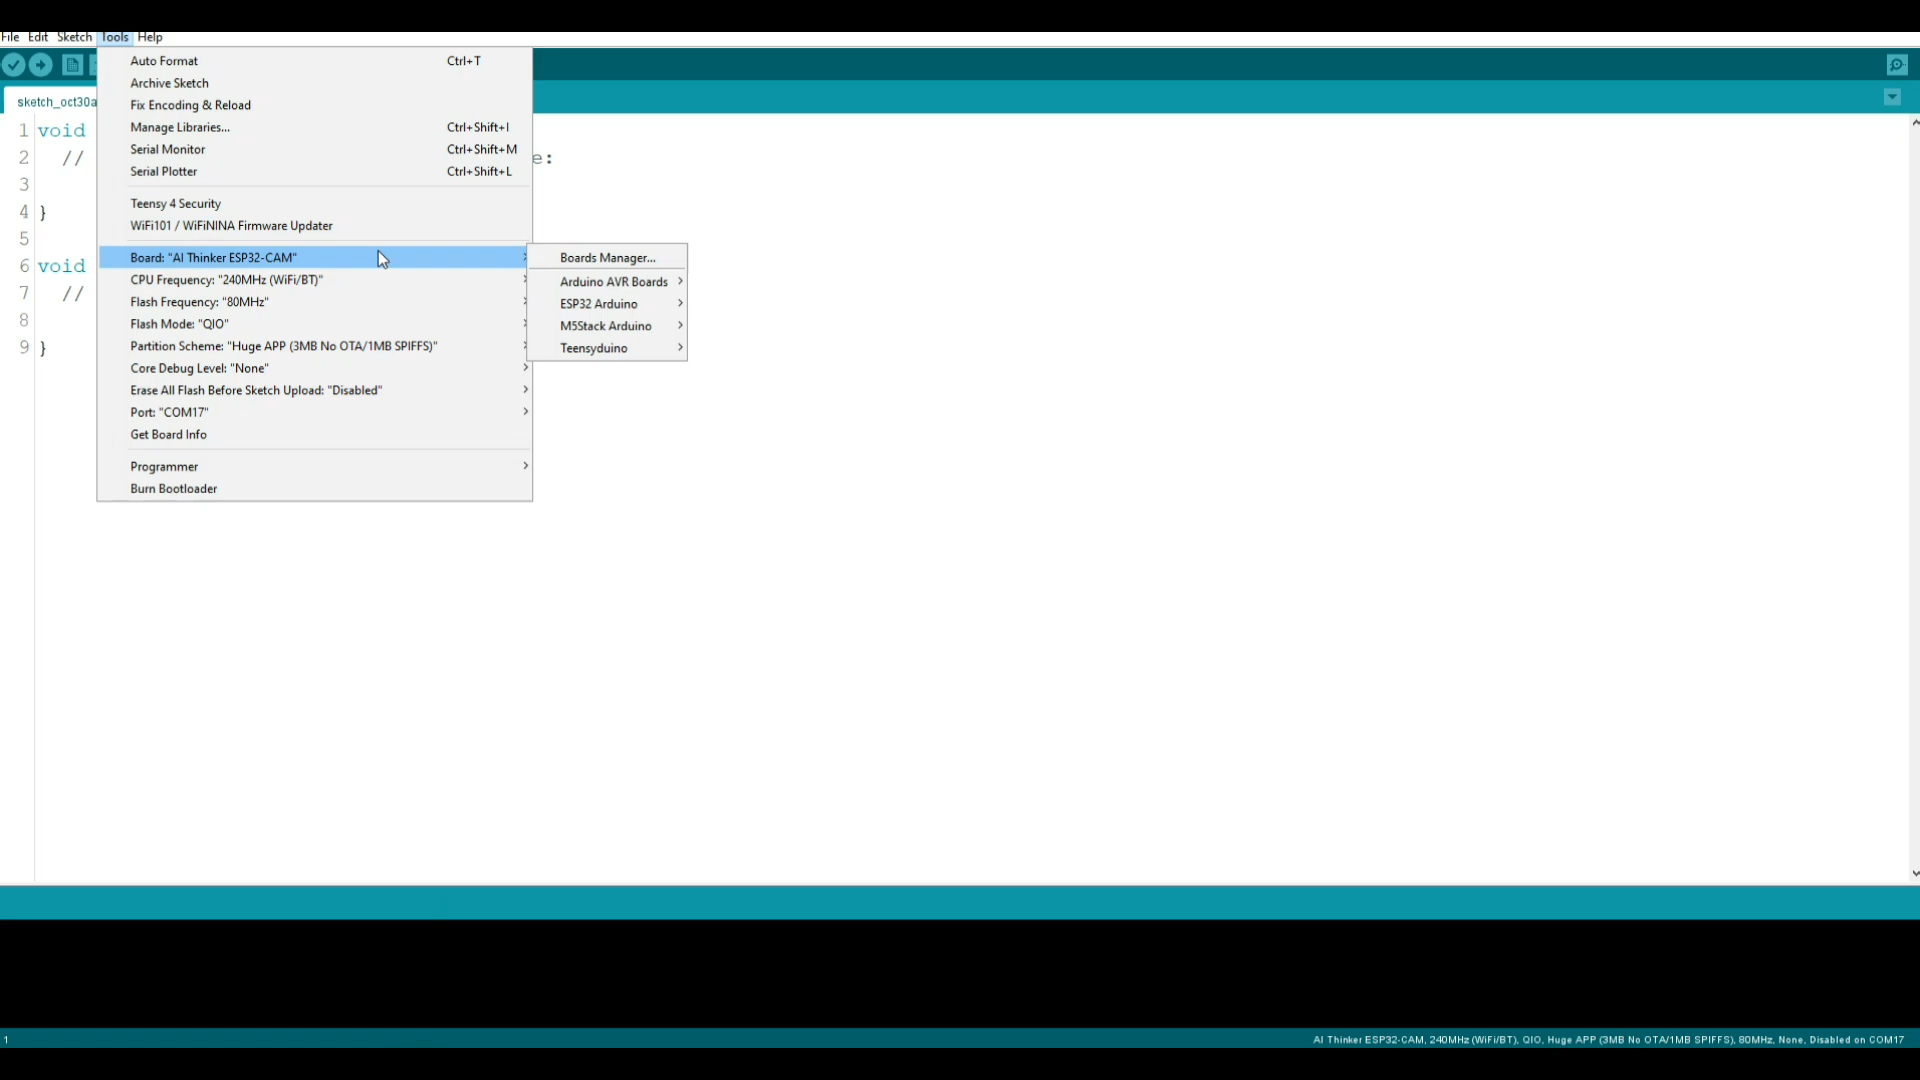 File Edit Sketch Tools Help
sketch_oct30a
Auto Format Ctrl+T
Archive Sketch
Fix Encoding & Reload
Manage Libraries... Ctrl+Shift+I
Serial Monitor Ctrl+Shift+M
Serial Plotter Ctrl+Shift+L
Teensy 4 Security
WiFi101 / WiFiNINA Firmware Updater
Board: "AI Thinker ESP32-CAM"
CPU Frequency: "240MHz (WiFi/BT)"
Flash Frequency: "80MHz"
Flash Mode: "QIO"
Partition Scheme: "Huge APP (3MB No OTA/1MB SPIFFS)"
Core Debug Level: "None"
Erase All Flash Before Sketch Upload: "Disabled"
Port: "COM17"
Get Board Info
Programmer
Burn Bootloader
Boards Manager...
Arduino AVR Boards
ESP32 Arduino
M5Stack Arduino
Teensyduino
1 void
2 // e:
3
4 }
5
6 void
7 //
8
9 }
1
AI Thinker ESP32-CAM, 240MHz (WiFi/BT), QIO, Huge APP (3MB No OTA/1MB SPIFFS), 80MHz, None, Disabled on COM17